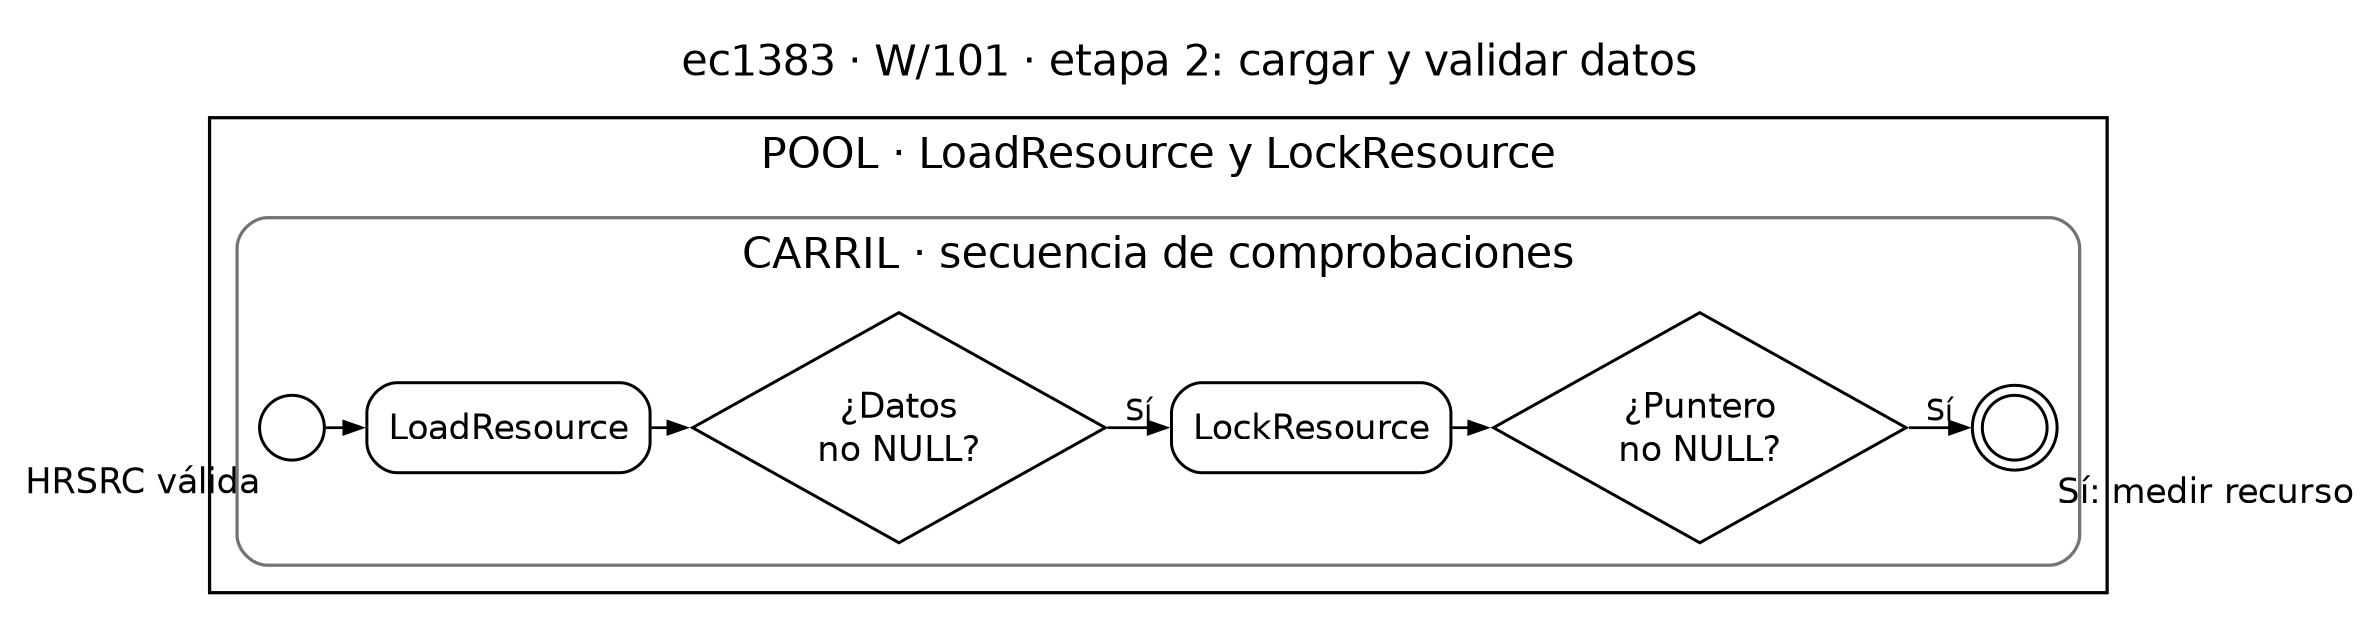 ec1383 · W/101 · etapa 2: cargar y validar datos
POOL · LoadResource y LockResource
CARRIL · secuencia de comprobaciones
HRSRC válida
LoadResource
¿Datos
no NULL?
Sí
LockResource
¿Puntero
no NULL?
Sí
Sí: medir recurso